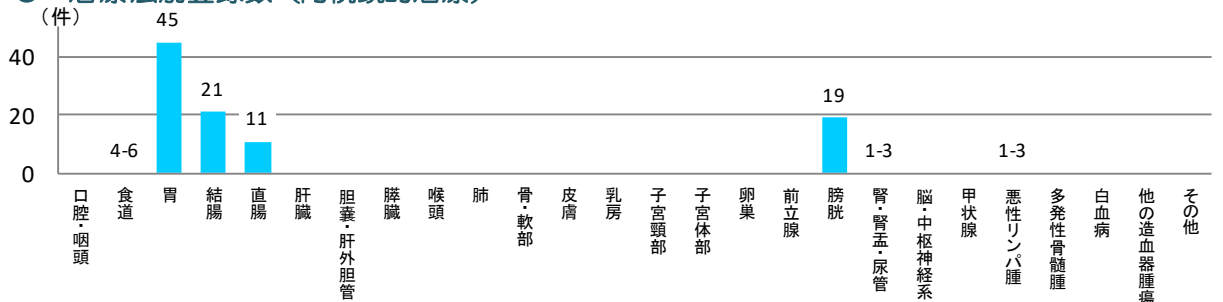 （件）
45
40
21
20
19
11
4-6
1-3
1-3
0
口腔・咽頭
食道
胃
結腸
直腸
肝臓
胆嚢・肝外胆管
膵臓
喉頭
肺
骨・軟部
皮膚
乳房
子宮頸部
子宮体部
卵巣
前立腺
膀胱
腎・腎盂・尿管
脳・中枢神経系
甲状腺
悪性リンパ腫
多発性骨髄腫
白血病
他の造血器腫瘍
その他